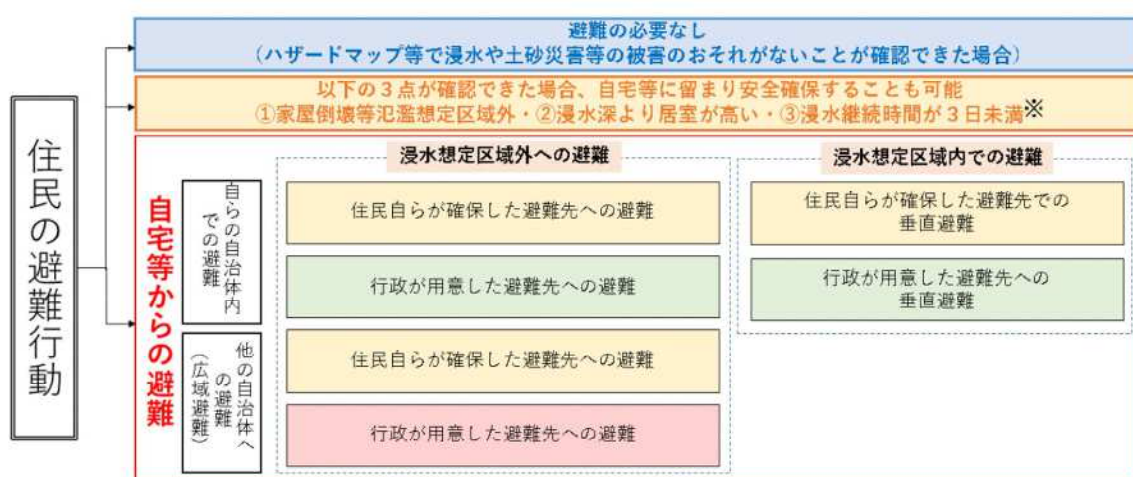 避難の必要なし
（ハザードマップ等で浸水や土砂災害等の被害のおそれがないことが確認できた場合）
以下の３点が確認できた場合、自宅等に留まり安全確保することも可能
①家屋倒壊等氾濫想定区域外・②浸水深より居室が高い・③浸水継続時間が３日未満※
住民の避難行動
自宅等からの避難
自らの自治体内
での避難
他の自治体へ
の避難
（広域避難）
浸水想定区域外への避難
住民自らが確保した避難先への避難
行政が用意した避難先への避難
住民自らが確保した避難先への避難
行政が用意した避難先への避難
浸水想定区域内での避難
住民自らが確保した避難先での
垂直避難
行政が用意した避難先への
垂直避難